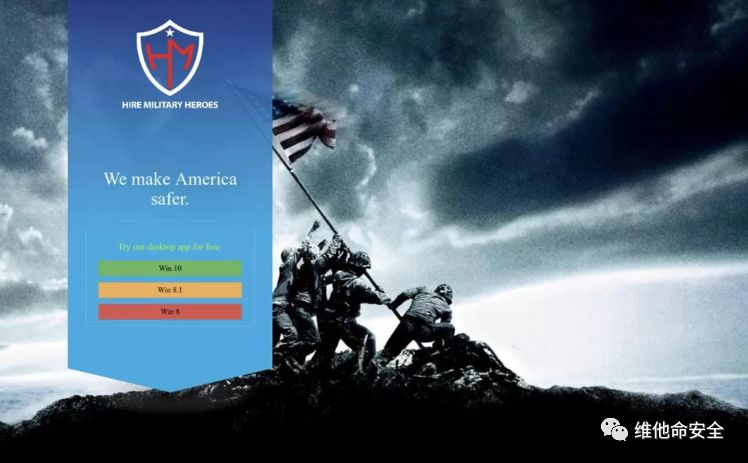 HM
HIRE MILITARY HEROES
We make America
safer.
Try our desktop app for free:
Win 10
Win 8.1
Win 8
维他命安全